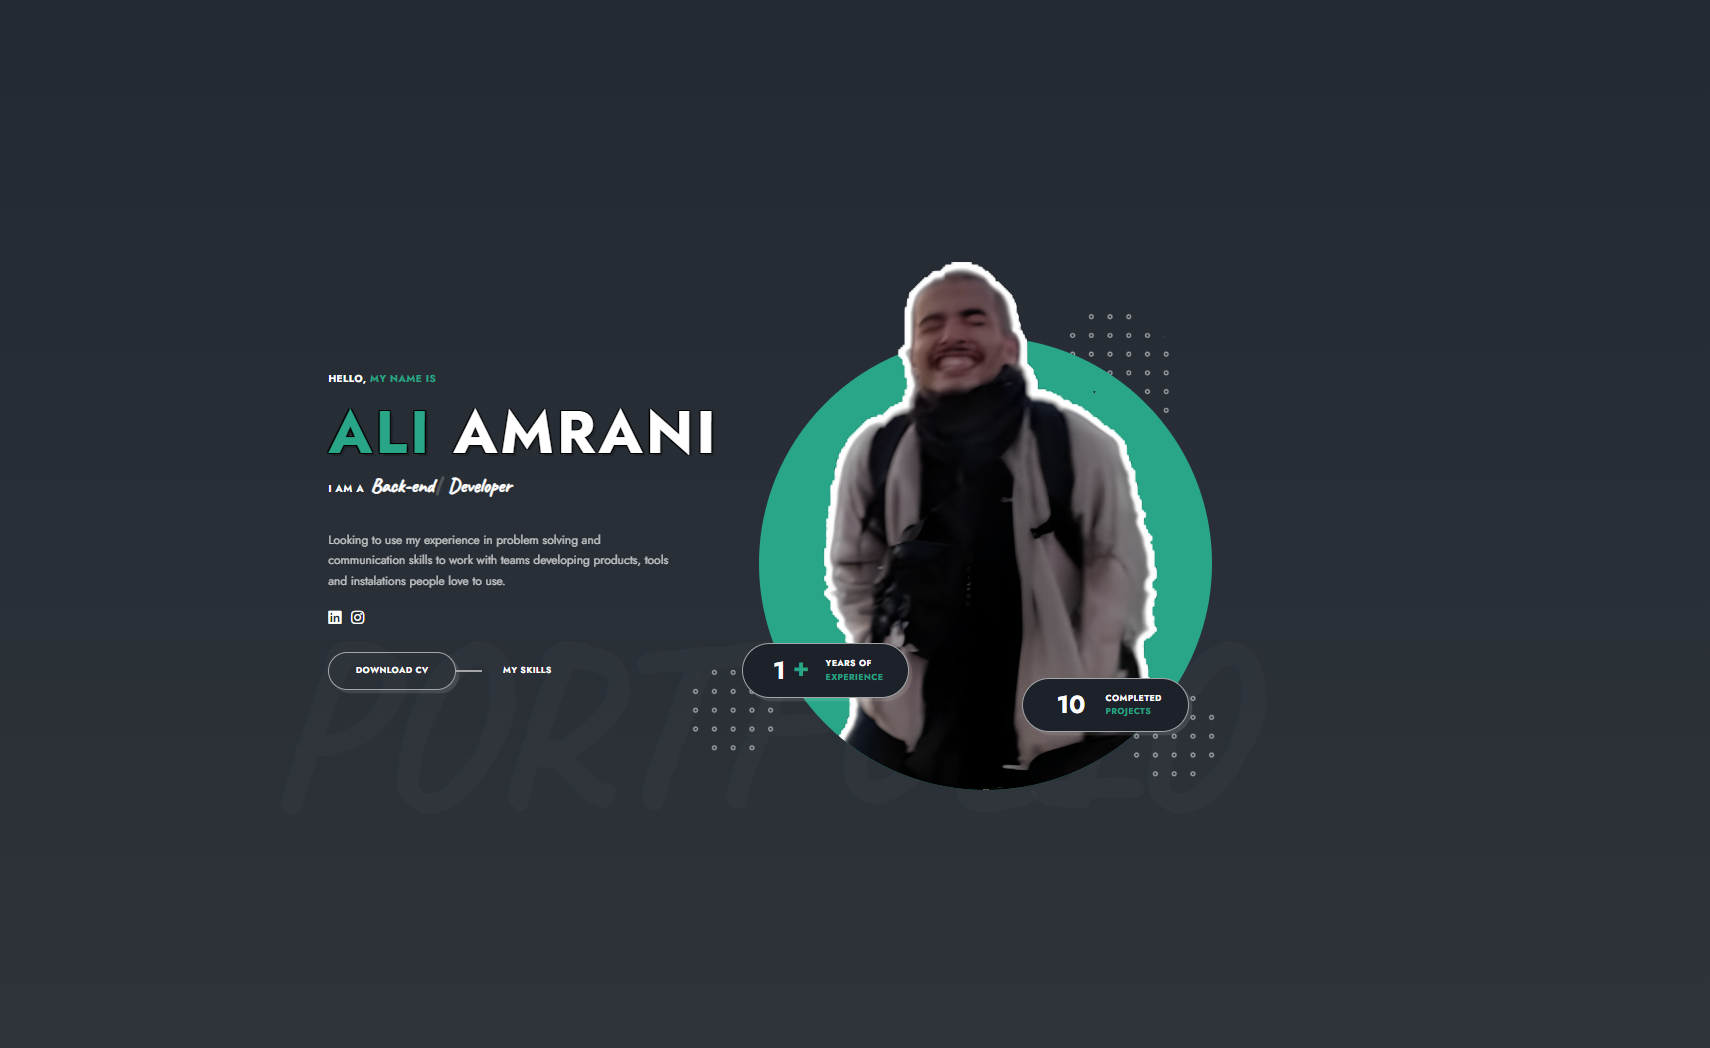 HELLO, MY NAME IS
ALI AMRANI
I AM A Back-end/ Developer
Looking to use my experience in problem solving and
communication skills to work with teams developing products, tools
and instalations people love to use.
in
DOWNLOAD CV
MY SKILLS
1 + YEARS OF
EXPERIENCE
10 COMPLETED
PROJECTS
PORTFOLIO